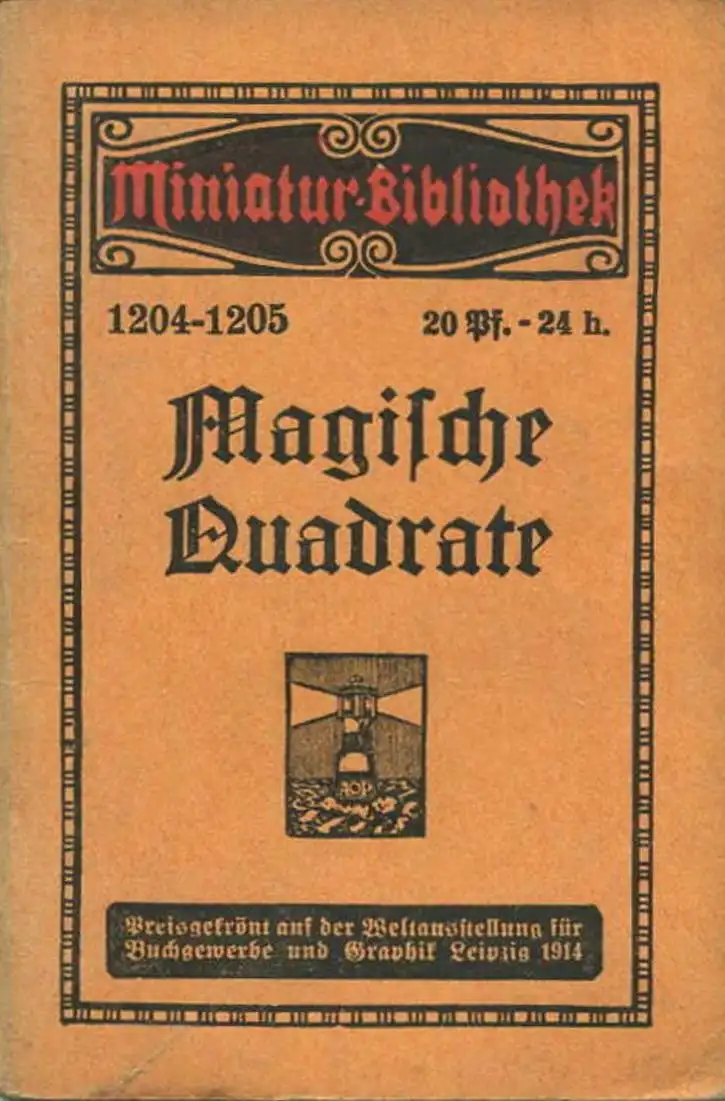 Miniatur-Bibliothek
1204-1205 20 Pf. - 24 h.
Magiſche
Quadrate
AOP
Preisgekrönt auf der Weltausſtellung für
Buchgewerbe und Graphik Leipzig 1914